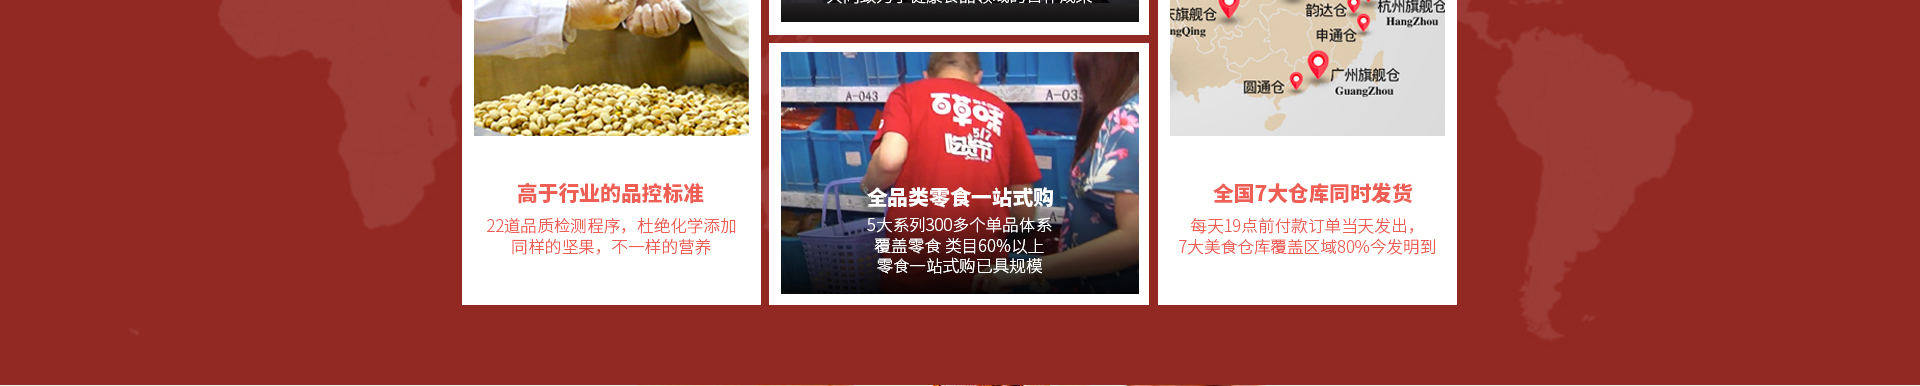 高于行业的品控标准
22道品质检测程序，杜绝化学添加
同样的坚果，不一样的营养
A-043
A-03
百草味
517
全品类零食一站式购
5大系列300多个单品体系
覆盖零食 类目60%以上
零食一站式购已具规模
旗舰仓
ngQing
韵达仓
杭州旗舰仓
HangZhou
申通仓
广州旗舰仓
GuangZhou
圆通仓
全国7大仓库同时发货
每天19点前付款订单当天发出，
7大美食仓库覆盖区域80%今发明到